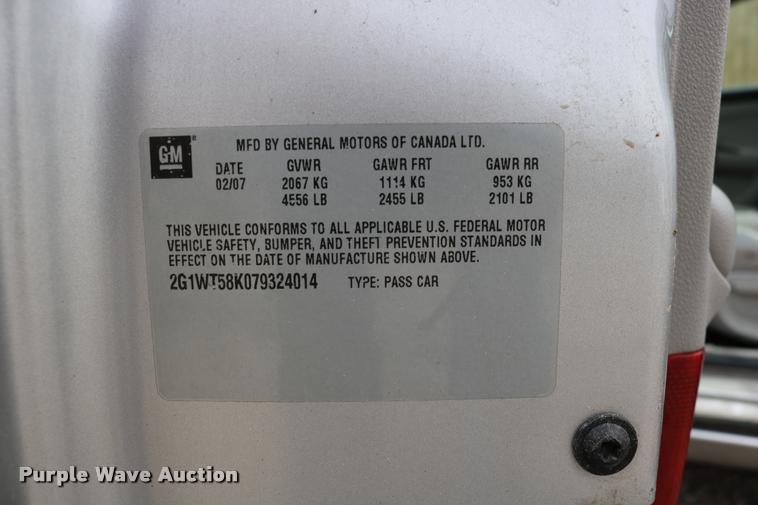 GM ®
MFD BY GENERAL MOTORS OF CANADA LTD.
DATE GVWR GAWR FRT GAWR RR
02/07 2067 KG 1114 KG 953 KG
4556 LB 2455 LB 2101 LB
THIS VEHICLE CONFORMS TO ALL APPLICABLE U.S. FEDERAL MOTOR
VEHICLE SAFETY, BUMPER, AND THEFT PREVENTION STANDARDS IN
EFFECT ON THE DATE OF MANUFACTURE SHOWN ABOVE.
2G1WT58K079324014 TYPE: PASS CAR
Purple Wave Auction